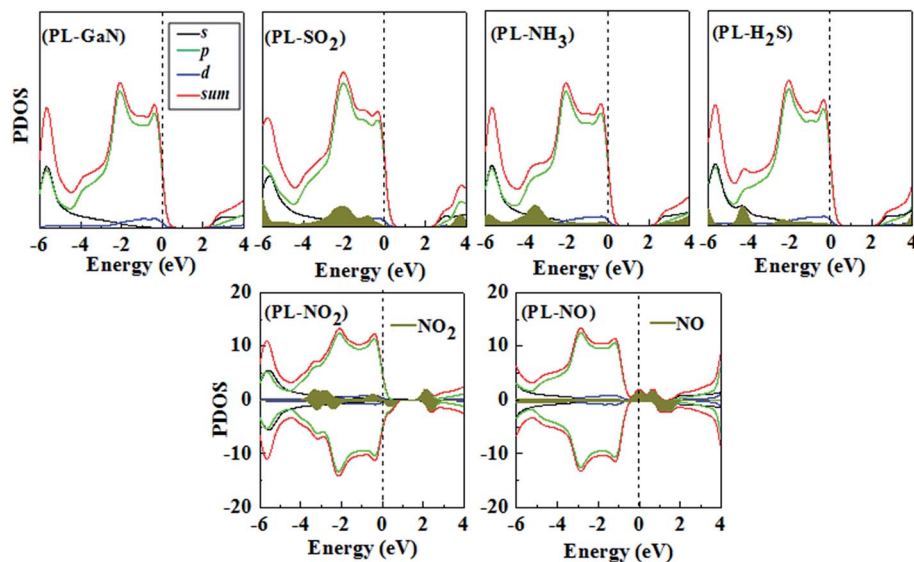 (PL-GaN)
s
p
d
sum
(PL-SO2)
(PL-NH3)
(PL-H2S)
PDOS
-6 -4 -2 0 2 4
-6 -4 -2 0 2 4
-6 -4 -2 0 2 4
-6 -4 -2 0 2 4
Energy (eV)
Energy (eV)
Energy (eV)
Energy (eV)
(PL-NO2)
NO2
(PL-NO)
NO
PDOS
20
10
0
-10
-20
20
10
0
-10
-20
-6 -4 -2 0 2 4
-6 -4 -2 0 2 4
Energy (eV)
Energy (eV)